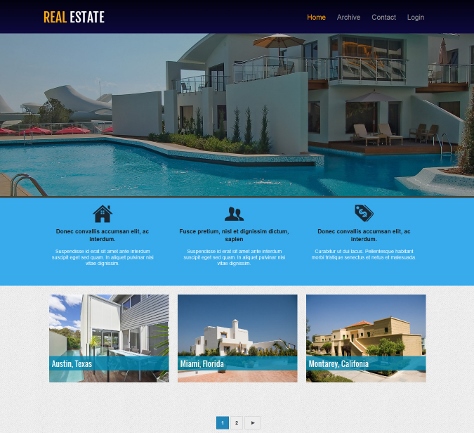 REAL ESTATE
Home Archive Contact Login
Donec convallis accumsan elit, ac
interdum.
Suspendisse id erat sit amet ante interdum
suscipit eget sed quam. In aliquet pulvinar nisl
vitae dignissim.
Fusce pretium, nisl et dignissim dictum,
sapien
Suspendisse id erat sit amet ante interdum
suscipit eget sed quam. In aliquet pulvinar nisl
vitae dignissim.
Donec convallis accumsan elit, ac
interdum.
Curabitur ut dui lacus. Pellentesque habitant
morbi tristique senectus et netus et malesuada
Austin, Texas
Miami, Florida
Montarey, Califonia
1 2